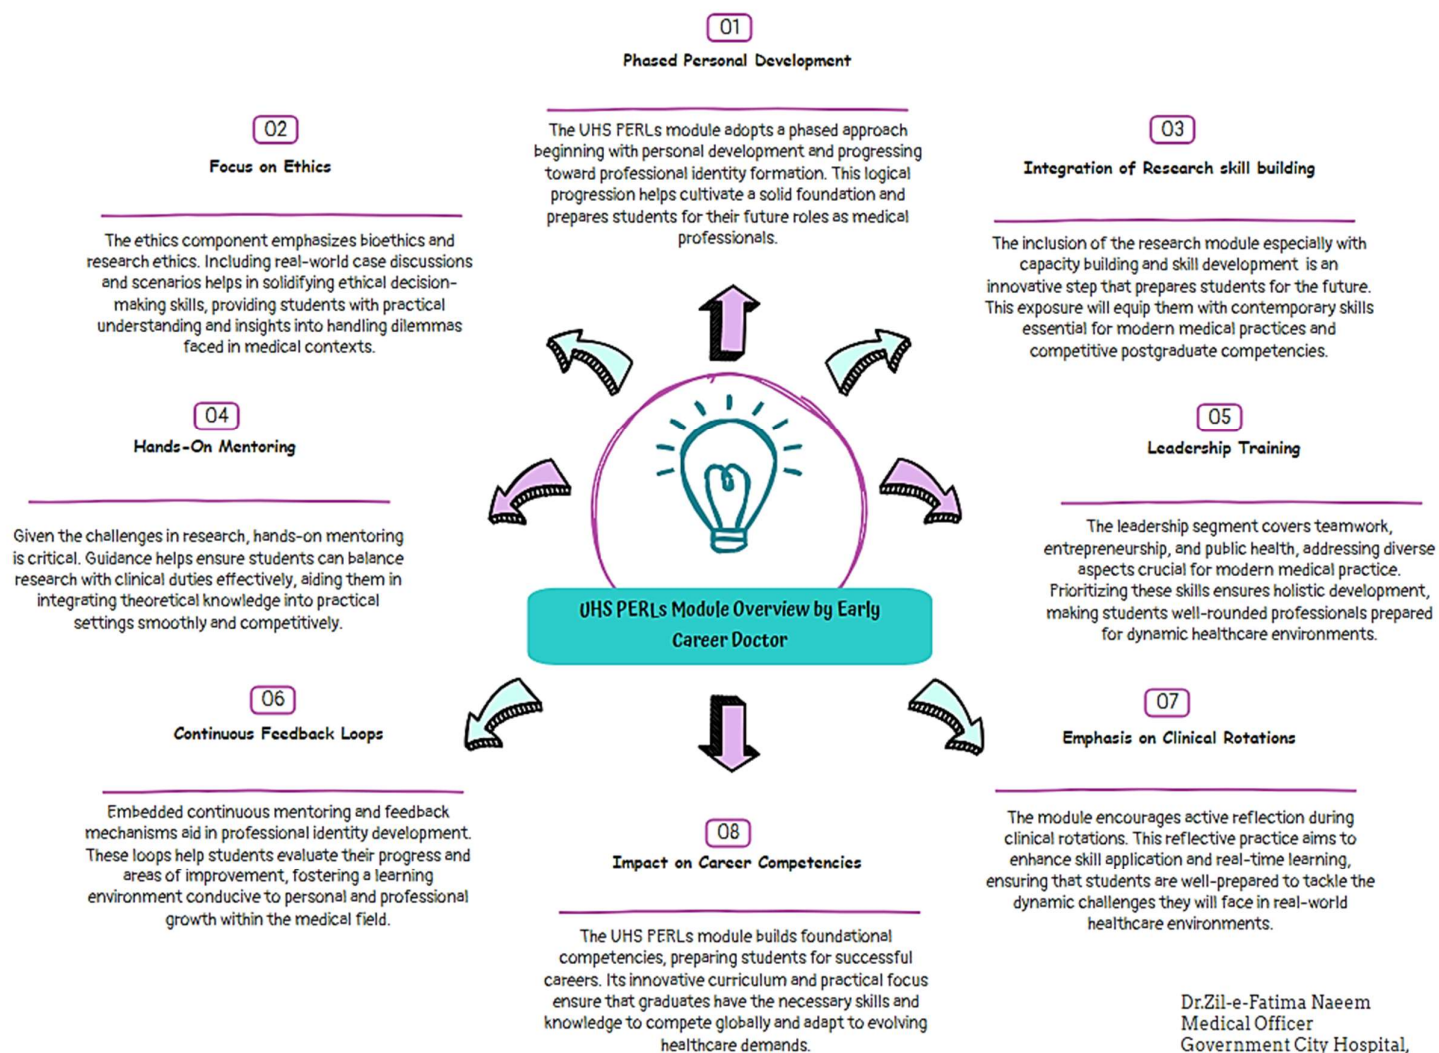 01
Phased Personal Development
The UHS PERLs module adopts a phased approach
beginning with personal development and progressing
toward professional identity formation. This logical
progression helps cultivate a solid foundation and
prepares students for their future roles as medical
professionals.
02
Focus on Ethics
The ethics component emphasizes bioethics and
research ethics. Including real-world case discussions
and scenarios helps in solidifying ethical decision-
making skills, providing students with practical
understanding and insights into handling dilemmas
faced in medical contexts.
03
Integration of Research skill building
The inclusion of the research module especially with
capacity building and skill development is an
innovative step that prepares students for the future.
This exposure will equip them with contemporary skills
essential for modern medical practices and
competitive postgraduate competencies.
04
Hands-On Mentoring
Given the challenges in research, hands-on mentoring
is critical. Guidance helps ensure students can balance
research with clinical duties effectively, aiding them in
integrating theoretical knowledge into practical
settings smoothly and competitively.
05
Leadership Training
The leadership segment covers teamwork,
entrepreneurship, and public health, addressing diverse
aspects crucial for modern medical practice.
Prioritizing these skills ensures holistic development,
making students well-rounded professionals prepared
for dynamic healthcare environments.
UHS PERLs Module Overview by Early
Career Doctor
06
Continuous Feedback Loops
Embedded continuous mentoring and feedback
mechanisms aid in professional identity development.
These loops help students evaluate their progress and
areas of improvement, fostering a learning
environment conducive to personal and professional
growth within the medical field.
07
Emphasis on Clinical Rotations
The module encourages active reflection during
clinical rotations. This reflective practice aims to
enhance skill application and real-time learning,
ensuring that students are well-prepared to tackle the
dynamic challenges they will face in real-world
healthcare environments.
08
Impact on Career Competencies
The UHS PERLs module builds foundational
competencies, preparing students for successful
careers. Its innovative curriculum and practical focus
ensure that graduates have the necessary skills and
knowledge to compete globally and adapt to evolving
healthcare demands.
Dr.Zil-e-Fatima Naeem
Medical Officer
Government City Hospital,